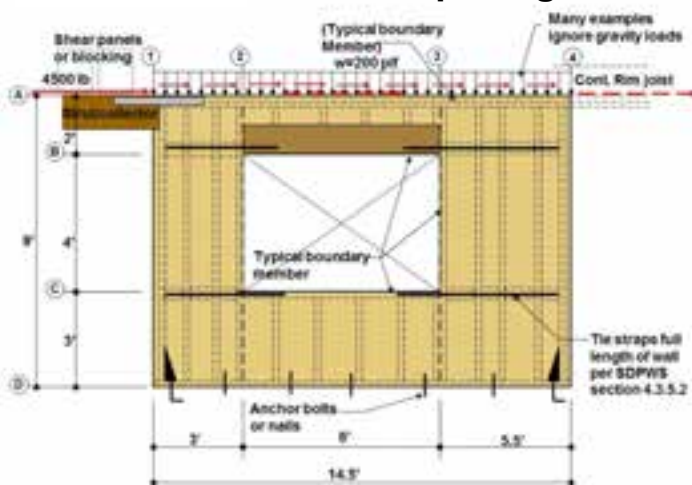 (Typical boundary
Member)
w=200 plf
Many examples
Ignore gravity loads
Shear panels
or blocking
1
2
3
4
4500 lb
Cont. Rim joist
A
Strut/collector
2'
B
9'
4'
Typical boundary
member
C
3'
Tie straps full
length of wall
per SDPWS
section 4.3.5.2
D
Anchor bolts
or nails
3'
6'
5.5'
14.5'